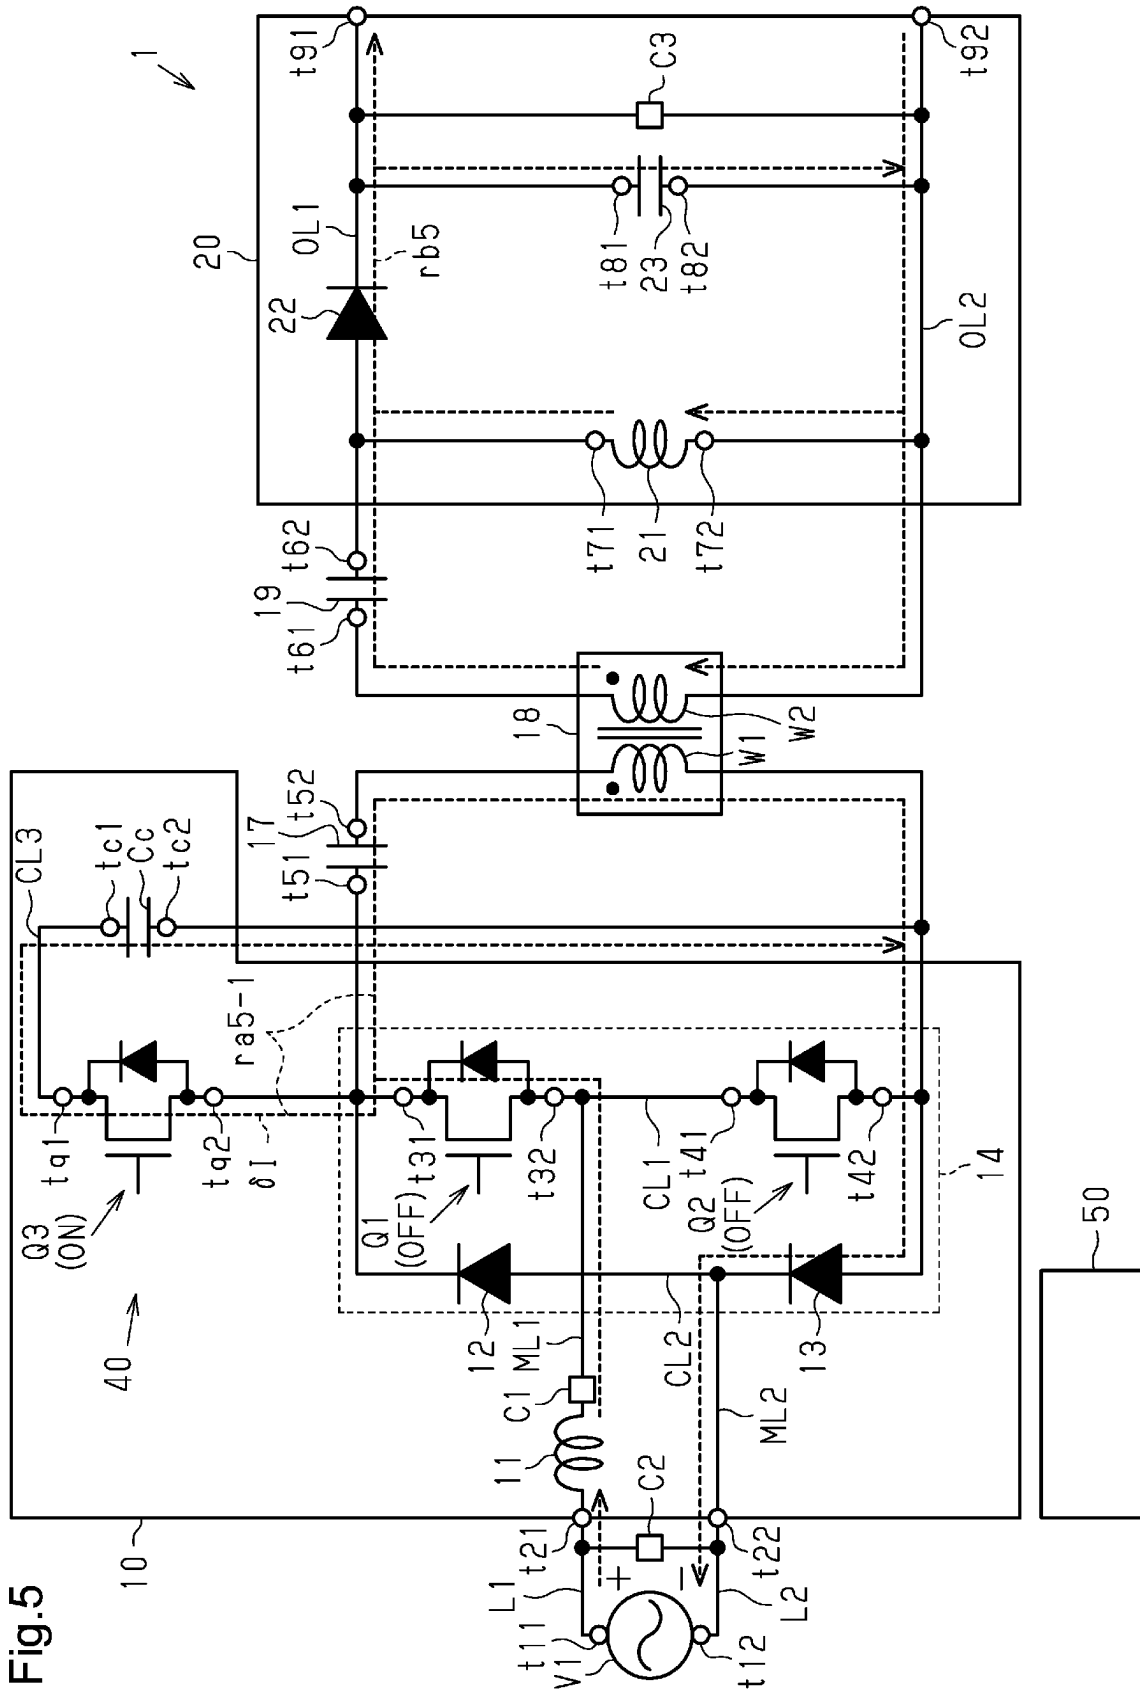 Fig.5
1
10
20
40
50
Q3
(ON)
tq1
tq2
δI
CL3
tc1
Cc
tc2
ra5-1
Q1
(OFF)
t31
t32
CL1
Q2
(OFF)
t41
t42
14
12
13
CL2
ML1
ML2
C1
11
C2
t21
t22
L1
L2
t11
V1
t12
+
−
t51
17
t52
18
W1
W2
t61
19
t62
t71
21
t72
22
OL1
rb5
t81
23
t82
C3
OL2
t91
t92